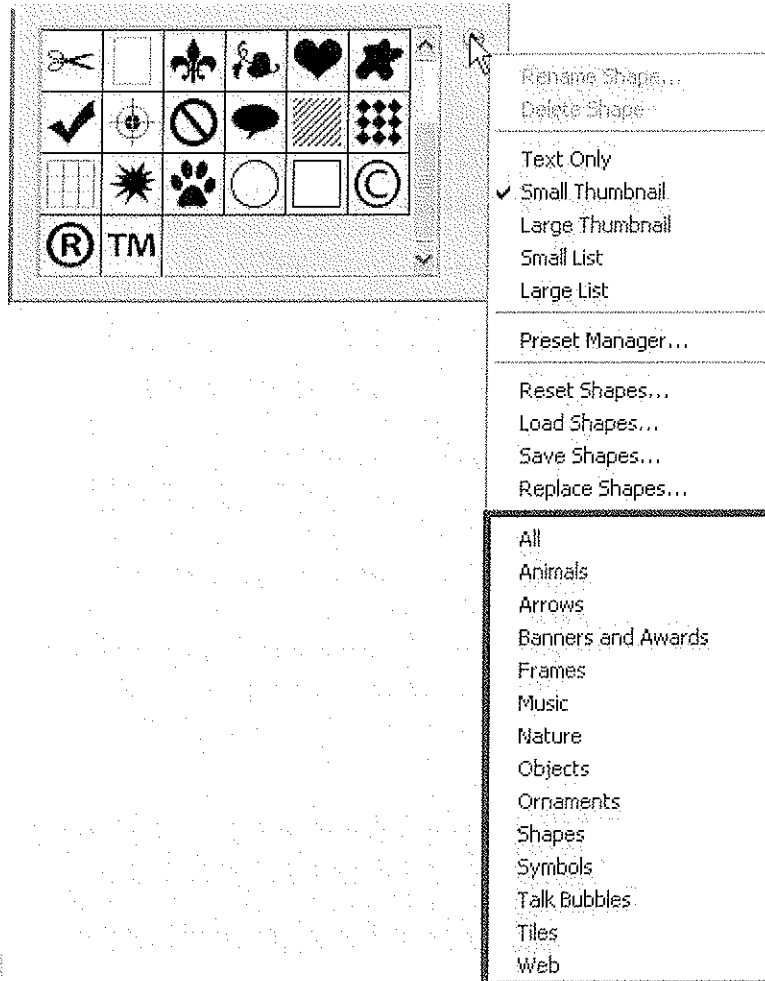 © 
® TM
Rename Shape...
Delete Shape
Text Only
Small Thumbnail
Large Thumbnail
Small List
Large List
Preset Manager...
Reset Shapes...
Load Shapes...
Save Shapes...
Replace Shapes...
All
Animals
Arrows
Banners and Awards
Frames
Music
Nature
Objects
Ornaments
Shapes
Symbols
Talk Bubbles
Tiles
Web